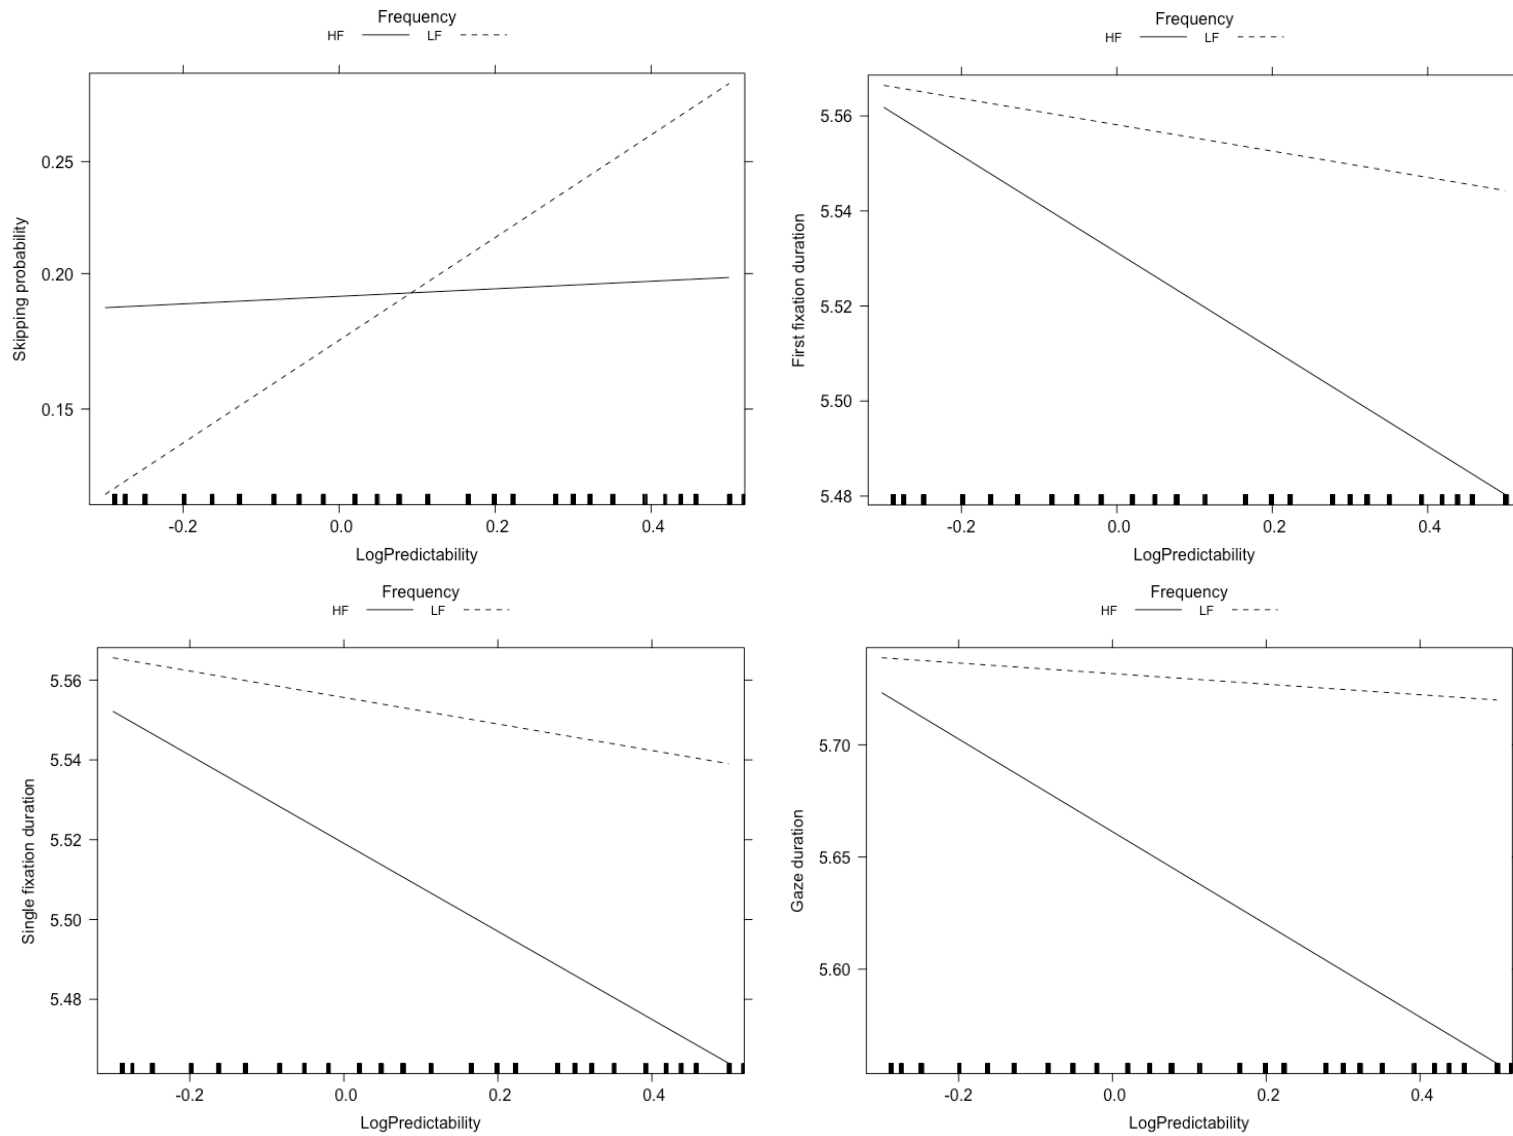 Frequency
HF LF
Skipping probability
0.25
0.20
0.15
-0.2 0.0 0.2 0.4
LogPredictability
Frequency
HF LF
First fixation duration
5.56
5.54
5.52
5.50
5.48
-0.2 0.0 0.2 0.4
LogPredictability
Frequency
HF LF
Single fixation duration
5.56
5.54
5.52
5.50
5.48
-0.2 0.0 0.2 0.4
LogPredictability
Frequency
HF LF
Gaze duration
5.70
5.65
5.60
-0.2 0.0 0.2 0.4
LogPredictability